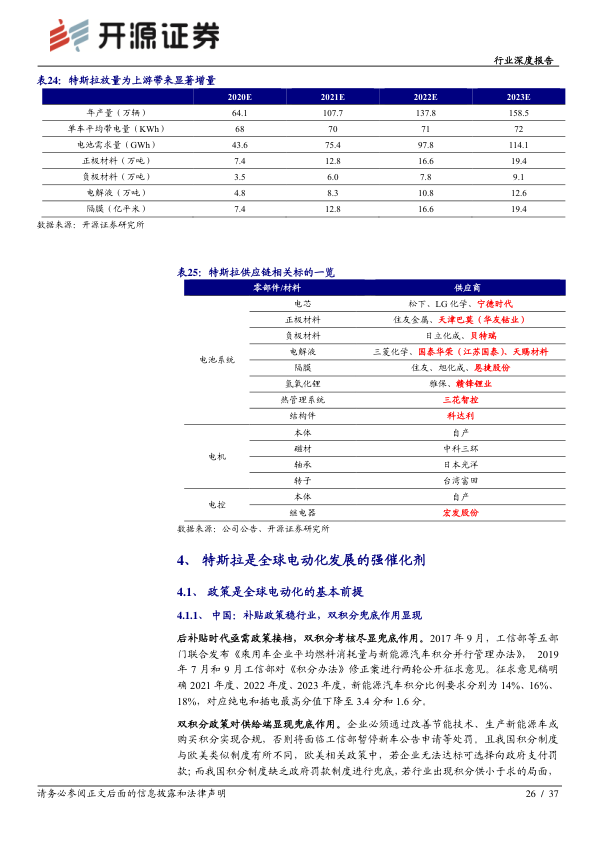 开源证券
行业深度报告
表24：特斯拉放量为上游带来显著增量
2020E 2021E 2022E 2023E
年产量（万辆） 64.1 107.7 137.8 158.5
单车平均带电量（KWh） 68 70 71 72
电池需求量（GWh） 43.6 75.4 97.8 114.1
正极材料（万吨） 7.4 12.8 16.6 19.4
负极材料（万吨） 3.5 6.0 7.8 9.1
电解液（万吨） 4.8 8.3 10.8 12.6
隔膜（亿平米） 7.4 12.8 16.6 19.4
数据来源：开源证券研究所
表25：特斯拉供应链相关标的一览
零部件/材料 供应商
电芯 松下、LG 化学、宁德时代
正极材料 住友金属、天津巴莫（华友钴业）
负极材料 日立化成、贝特瑞
电池系统 电解液 三菱化学、国泰华荣（江苏国泰）、天赐材料
隔膜 住友、旭化成、恩捷股份
氢氧化锂 雅保、赣锋锂业
热管理系统 三花智控
结构件 科达利
电机 本体 自产
磁材 中科三环
轴承 日本光洋
转子 台湾富田
电控 本体 自产
继电器 宏发股份
数据来源：公司公告、开源证券研究所
4、 特斯拉是全球电动化发展的强催化剂
4.1、 政策是全球电动化的基本前提
4.1.1、 中国：补贴政策稳行业，双积分兜底作用显现
后补贴时代亟需政策接档，双积分考核尽显兜底作用。2017 年 9 月，工信部等五部
门联合发布《乘用车企业平均燃料消耗量与新能源汽车积分并行管理办法》， 2019
年 7 月和 9 月工信部对《积分办法》修正案进行两轮公开征求意见。征求意见稿明
确 2021 年度、2022 年度、2023 年度，新能源汽车积分比例要求分别为 14%、16%、
18%，对应纯电和插电最高分值下降至 3.4 分和 1.6 分。
双积分政策对供给端显现兜底作用。企业必须通过改善节能技术、生产新能源车或
购买积分实现合规，否则将面临工信部暂停新车公告申请等处罚。且我国积分制度
与欧美类似制度有所不同，欧美相关政策中，若企业无法达标可选择向政府支付罚
款；而我国积分制度缺乏政府罚款制度进行兜底，若行业出现积分供小于求的局面，
请务必参阅正文后面的信息披露和法律声明 26 / 37